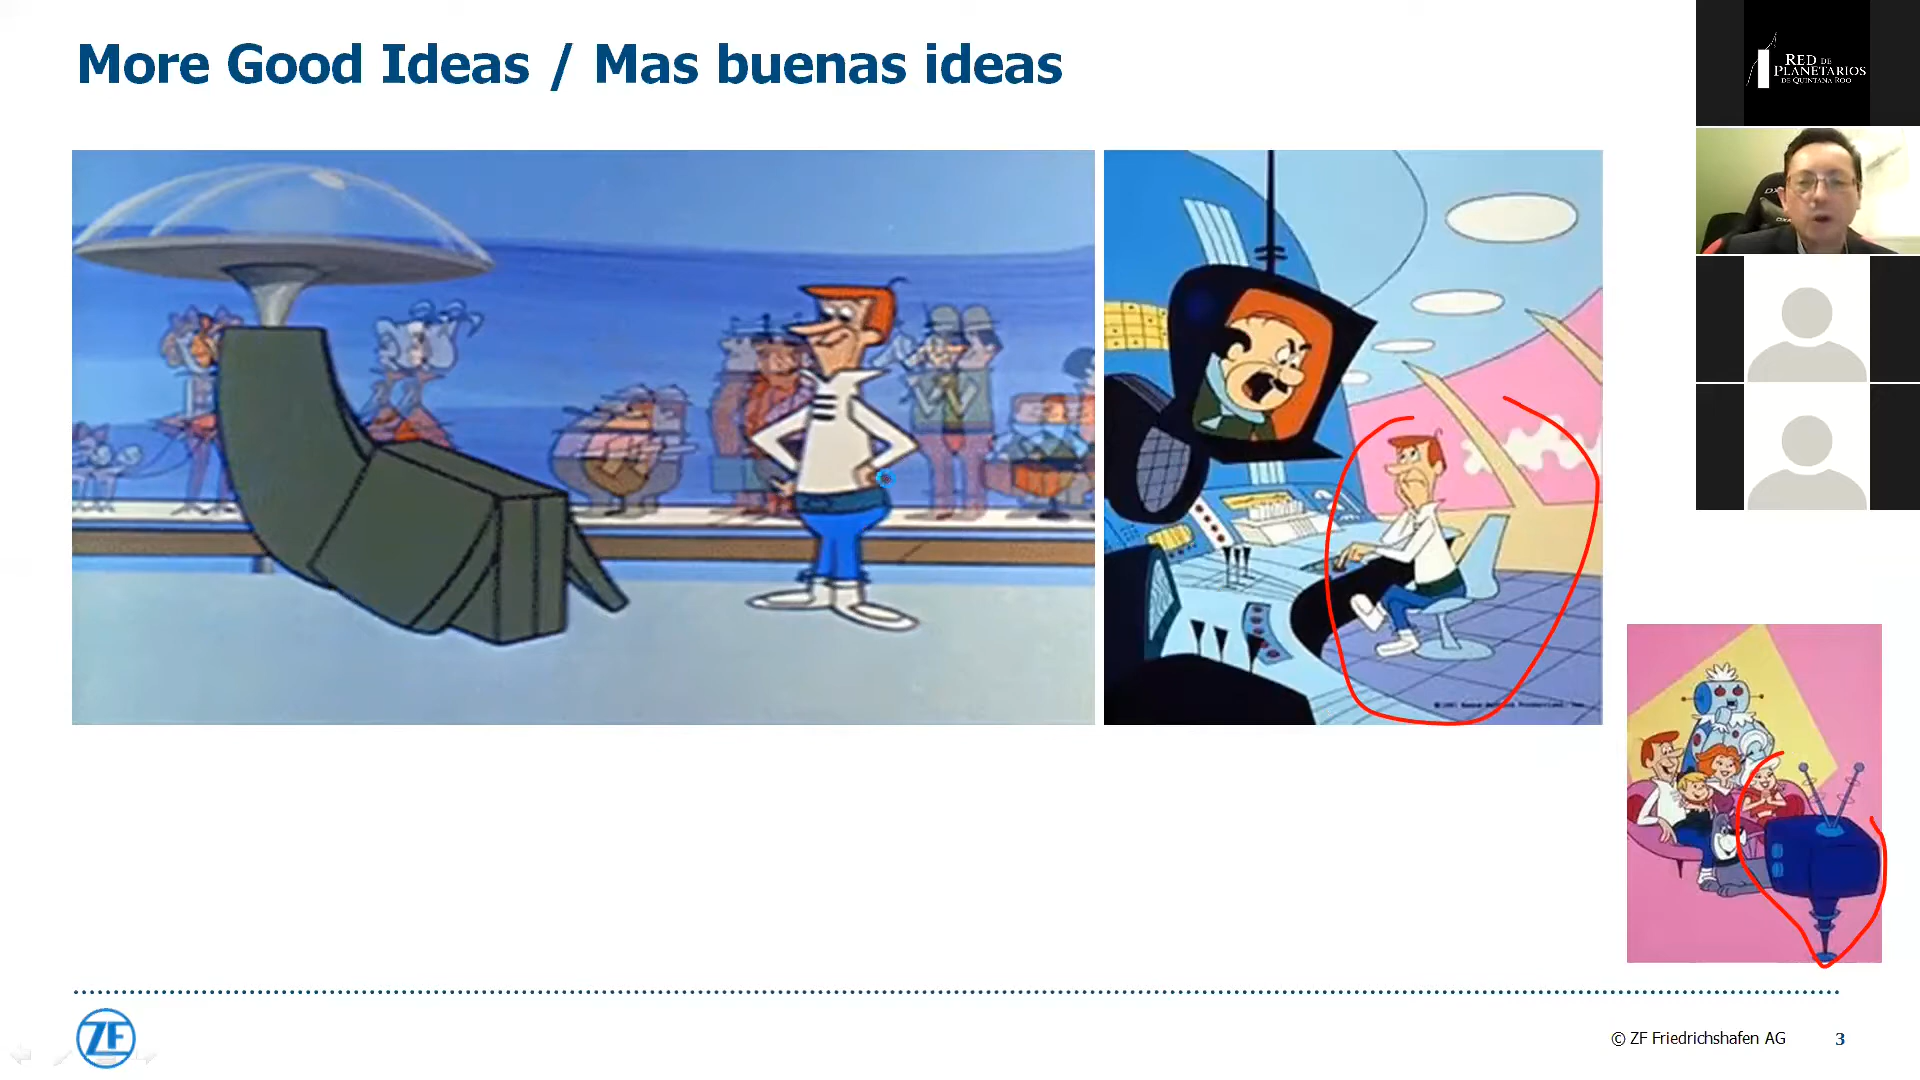 More Good Ideas / Mas buenas ideas
RED DE
PLANETARIOS
DE QUINTANA ROO
ZF
© ZF Friedrichshafen AG
3